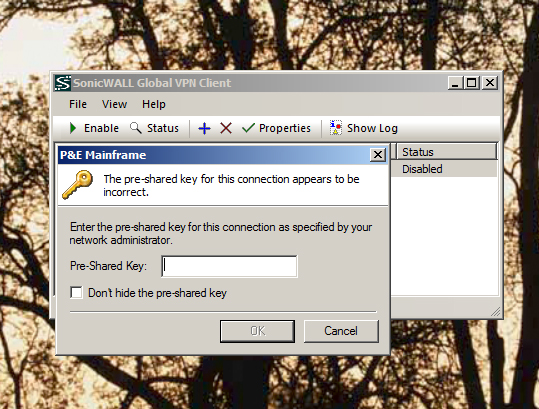 SonicWALL Global VPN Client
File View Help
Enable Status Properties Show Log
P&E Mainframe
Status
The pre-shared key for this connection appears to be
incorrect.
Disabled
Enter the pre-shared key for this connection as specified by your
network administrator.
Pre-Shared Key:
Don't hide the pre-shared key
OK Cancel